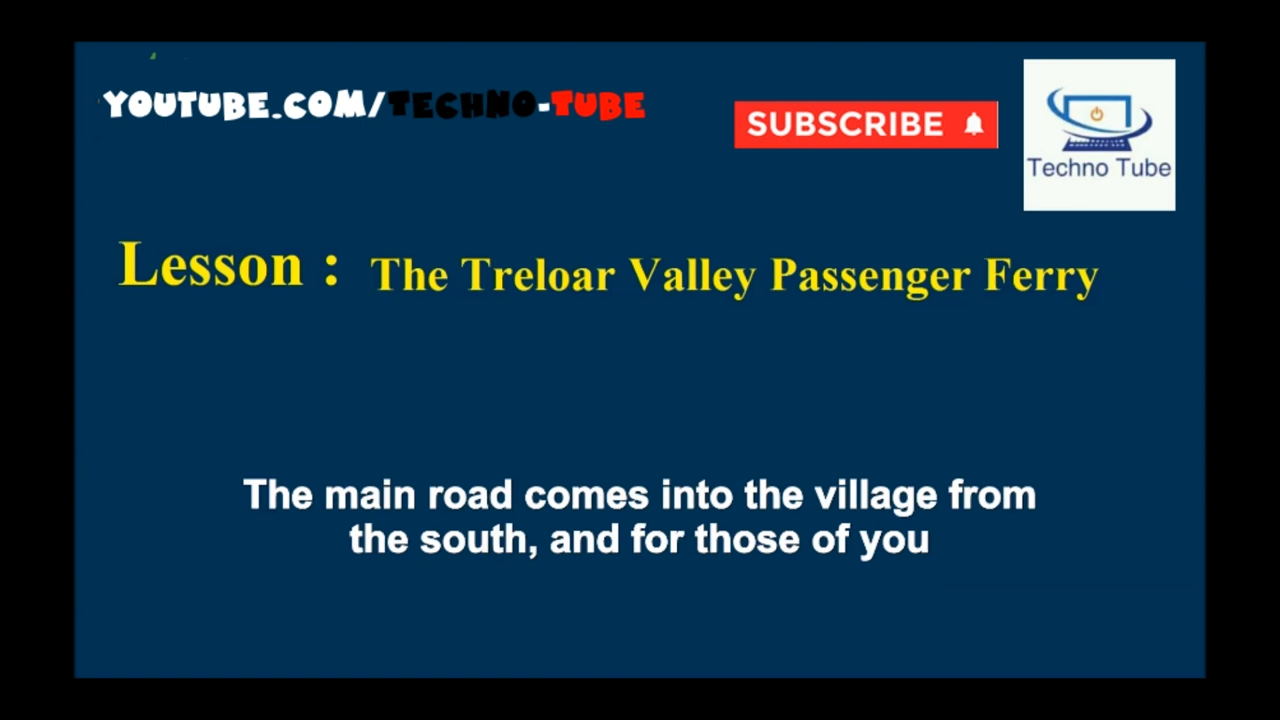 YOUTUBE.COM/TECHNO-TUBE
SUBSCRIBE
Techno Tube
Lesson : The Treloar Valley Passenger Ferry
The main road comes into the village from
the south, and for those of you